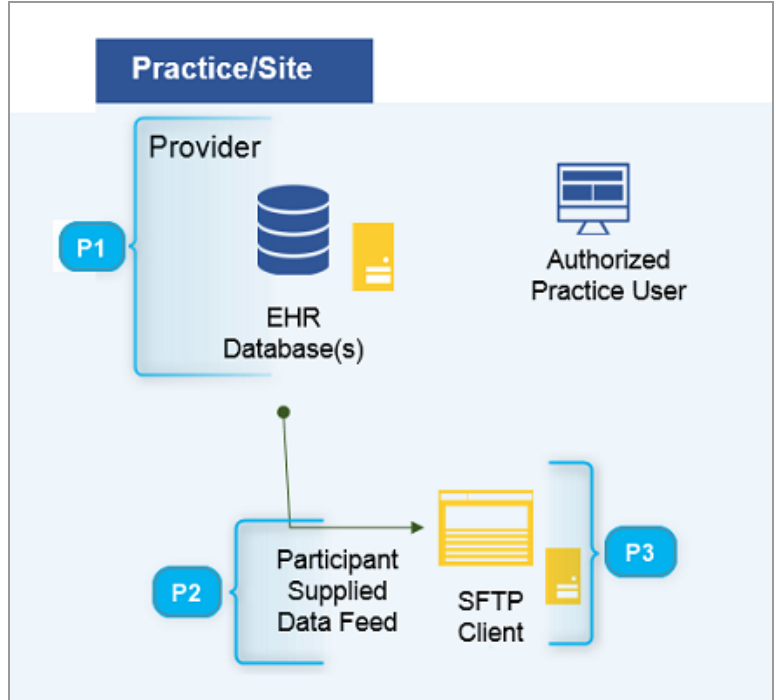 Practice/Site
Provider
P1
EHR
Database(s)
Authorized
Practice User
P2
Participant
Supplied
Data Feed
SFTP
Client
P3